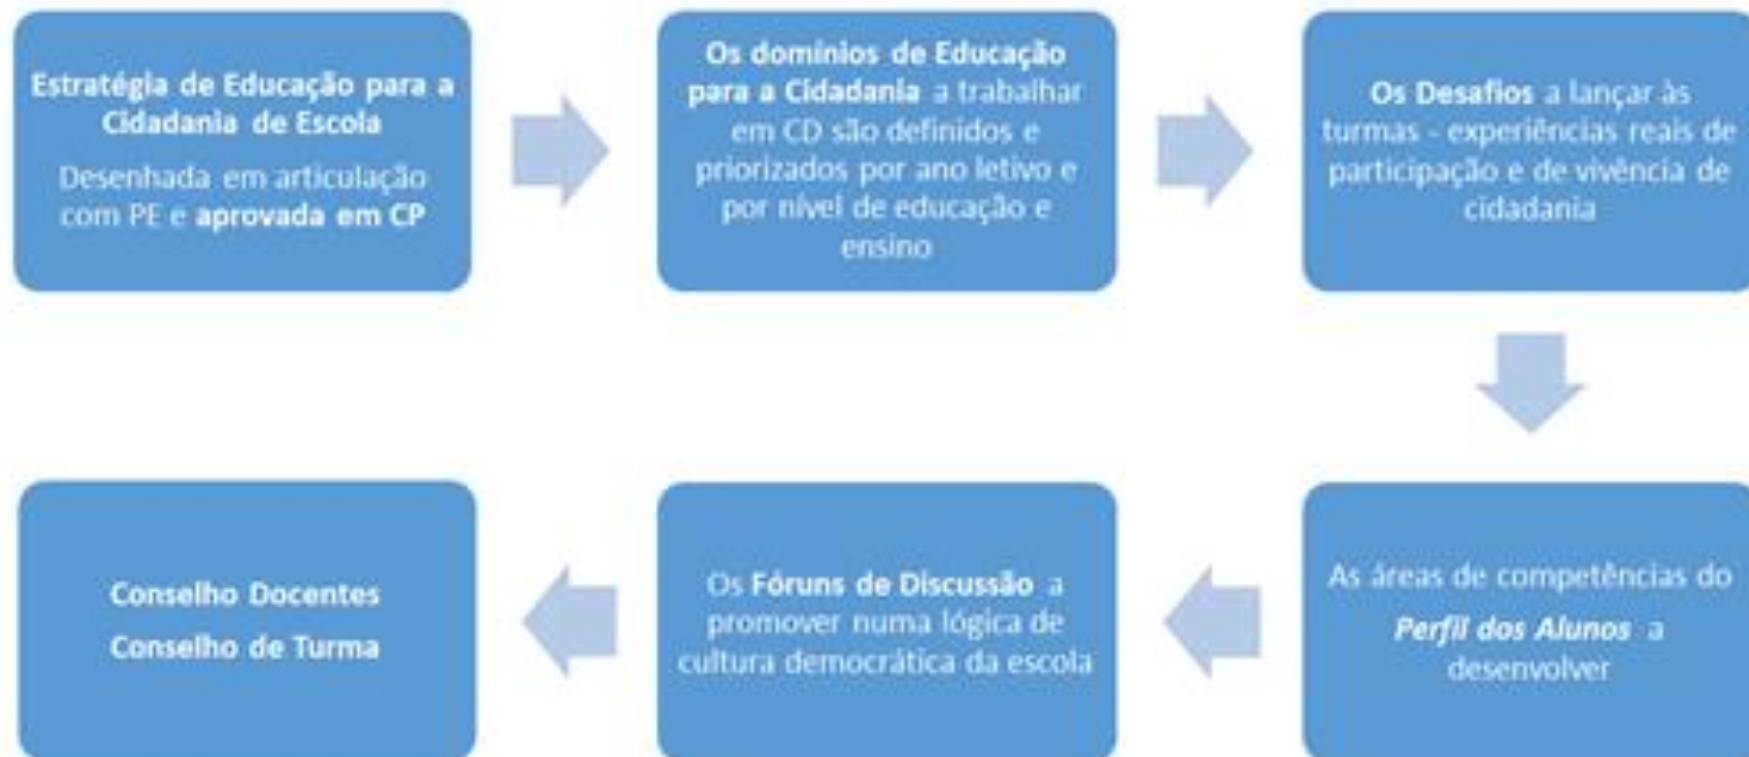 Estratégia de Educação para a
Cidadania de Escola
Desenhada em articulação
com PE e aprovada em CP
Os domínios de Educação
para a Cidadania a trabalhar
em CD são definidos e
priorizados por ano letivo e
por nível de educação e
ensino
Os Desafios a lançar às
turmas - experiências reais de
participação e de vivência de
cidadania
As áreas de competências do
Perfil dos Alunos a
desenvolver
Os Fóruns de Discussão a
promover numa lógica de
cultura democrática da escola
Conselho Docentes
Conselho de Turma